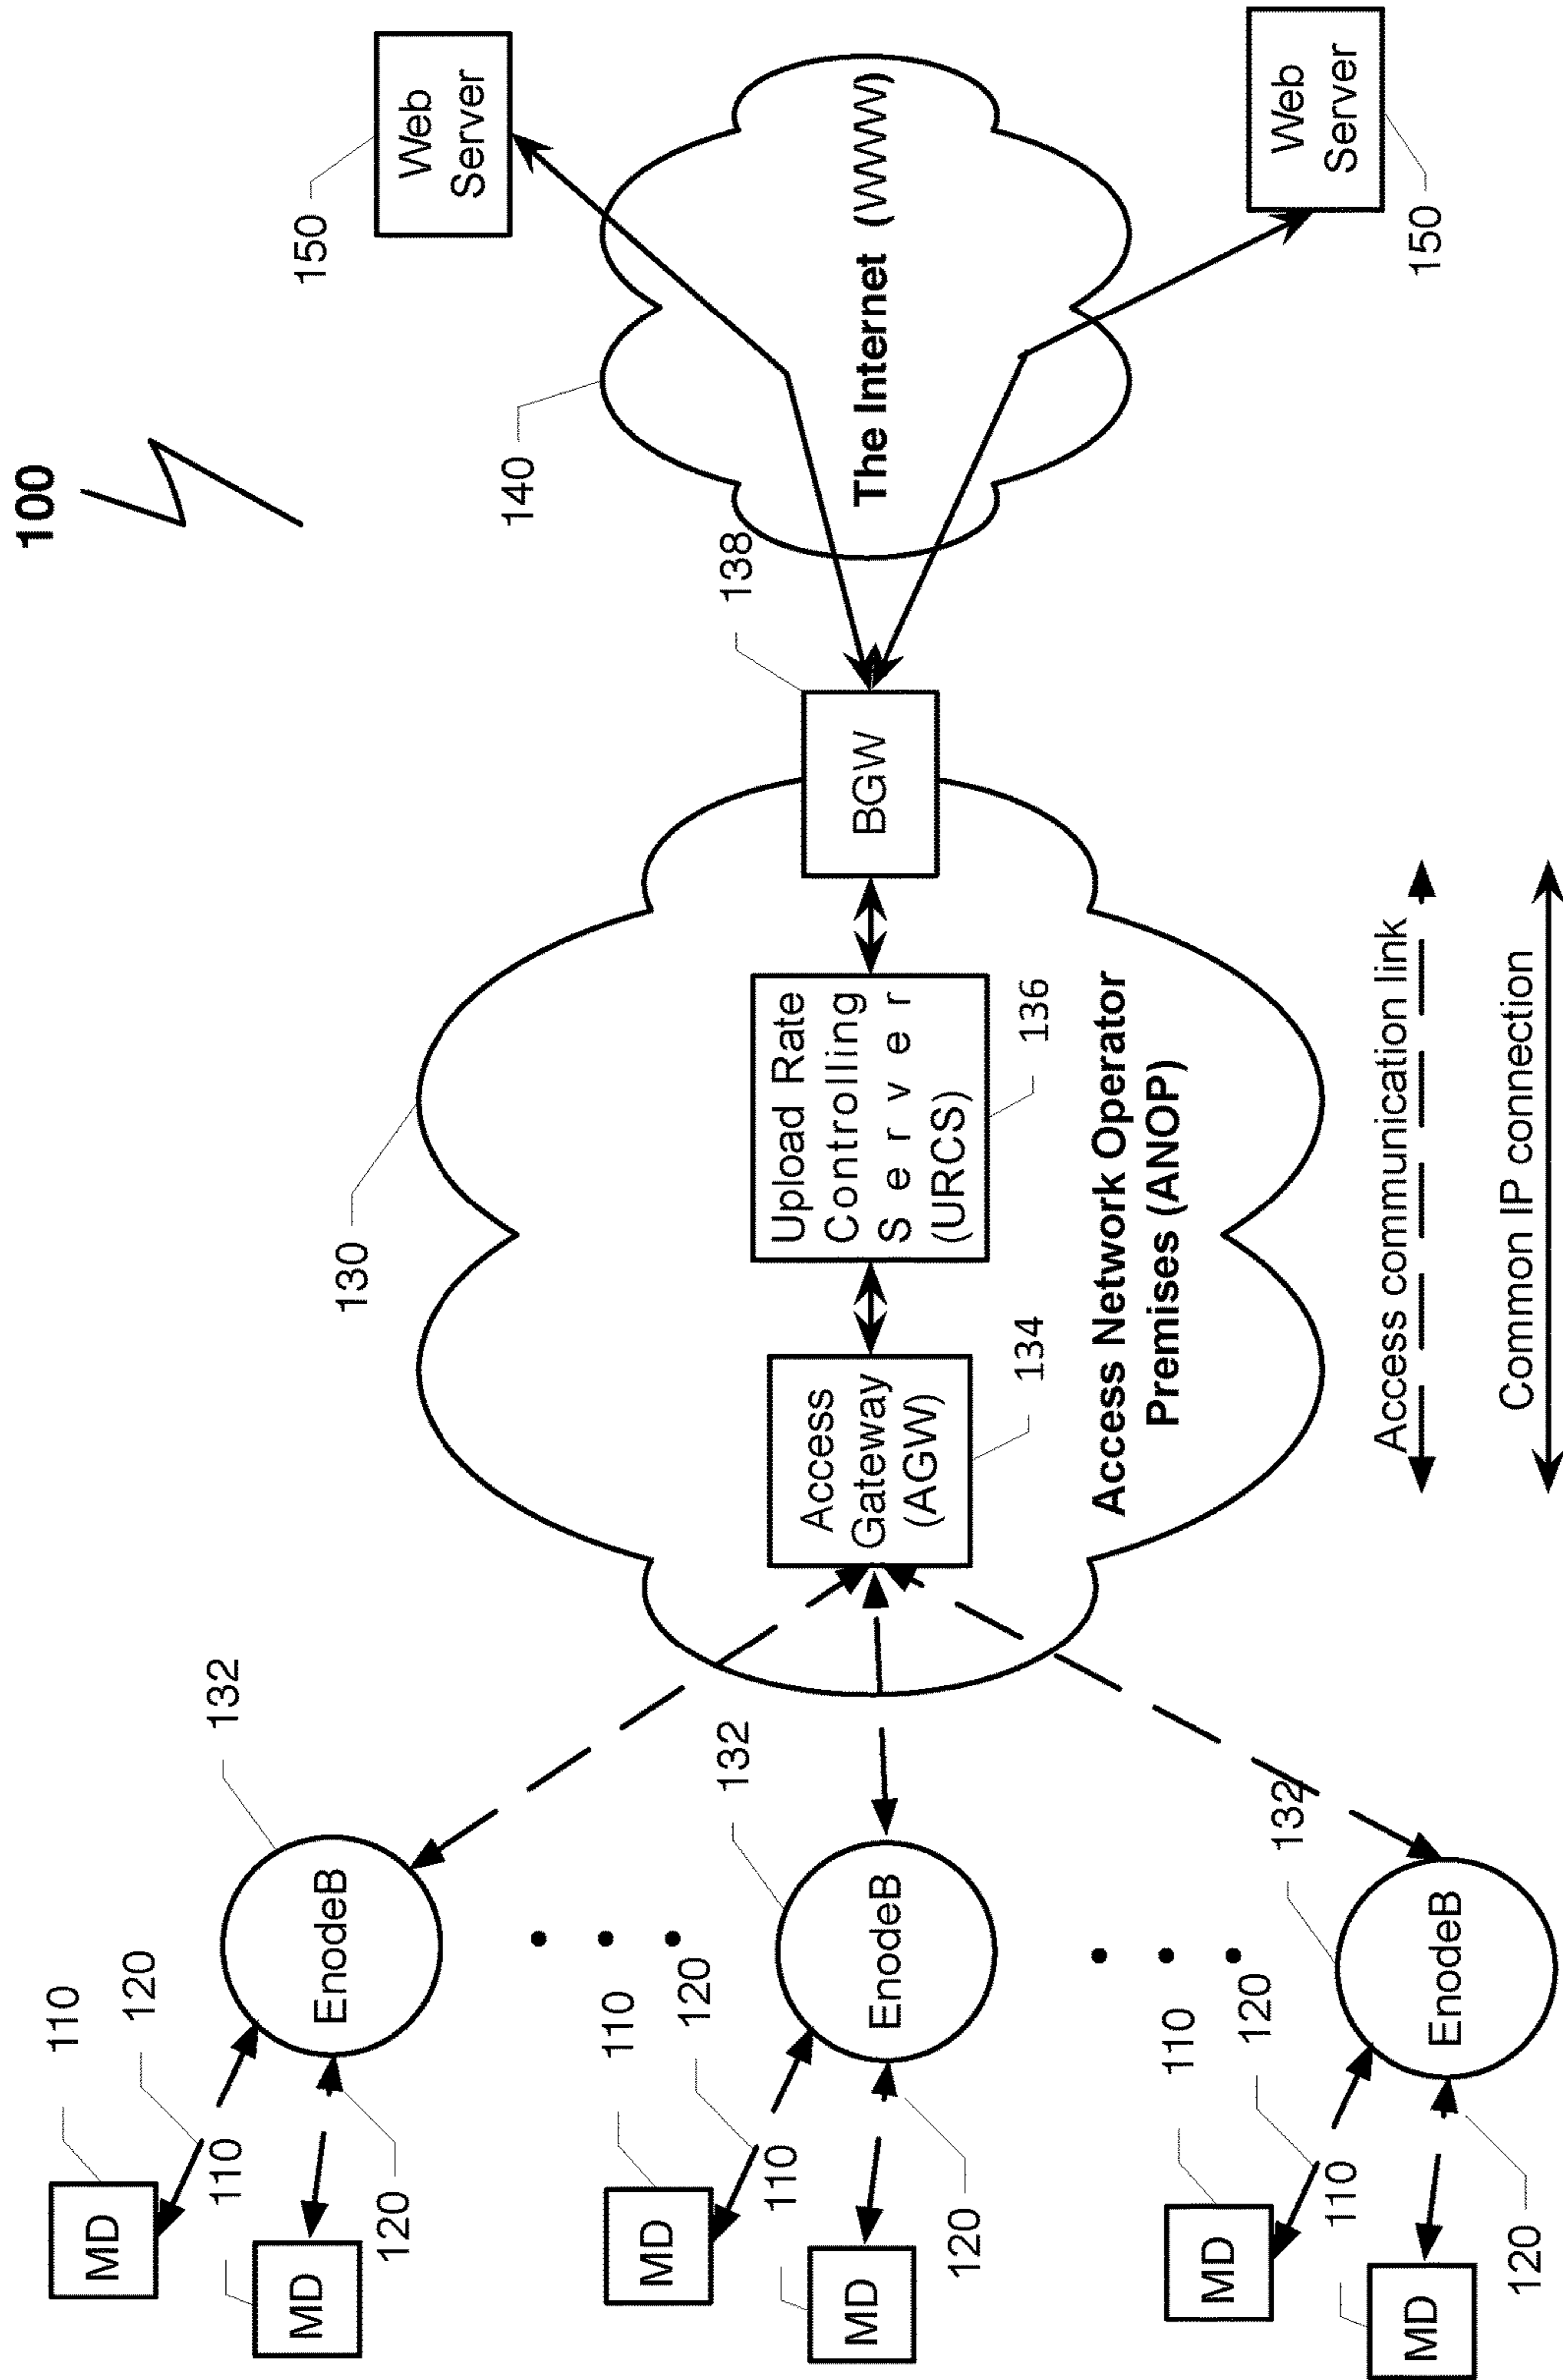 100
150
Web
Server
140
The Internet (WWW)
Web
Server
150
138
BGW
130
Upload Rate
Controlling
Server
(URCS)
136
Access
Gateway
(AGW)
134
Access Network Operator
Premises (ANOP)
132
EnodeB
110
120
MD
110
MD
120
132
EnodeB
110
120
MD
110
MD
120
132
EnodeB
110
120
MD
110
MD
120
Access communication link
Common IP connection